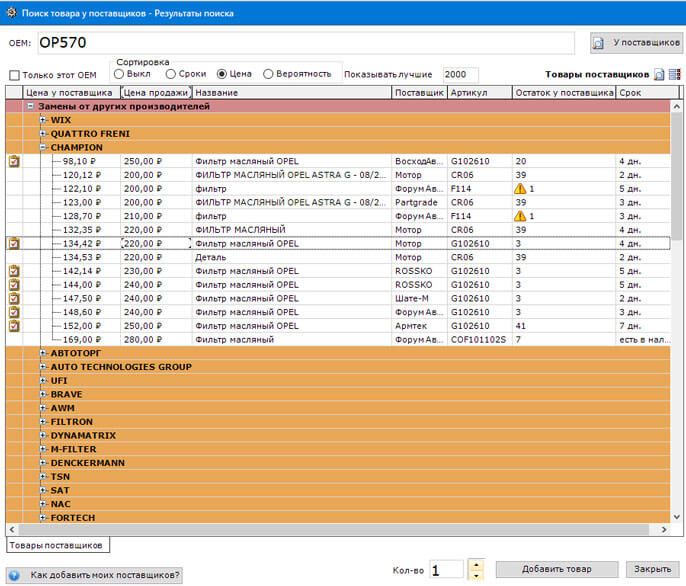 Поиск товара у поставщиков - Результаты поиска
OEM: OP570 У поставщиков
Только этот OEM Сортировка Выкл Сроки Цена Вероятность Показывать лучшие 2000 Товары поставщиков
Цена у поставщика Цена продажи Название Поставщик Артикул Остаток у поставщика Срок
Замены от других производителей
WIX
QUATTRO FRENI
CHAMPION
98,10 ₽ 250,00 ₽ Фильтр масляный OPEL ВосходАв... G102610 20 4 дн.
120,12 ₽ 200,00 ₽ ФИЛЬТР МАСЛЯНЫЙ OPEL ASTRA G - 08/2... Мотор CR06 39 2 дн.
122,10 ₽ 200,00 ₽ фильтр Форум Ав... F114 1 5 дн.
123,00 ₽ 200,00 ₽ ФИЛЬТР МАСЛЯНЫЙ OPEL ASTRA G - 08/2... Partgrade CR06 39 3 дн.
128,70 ₽ 210,00 ₽ фильтр Форум Ав... F114 1 3 дн.
132,35 ₽ 220,00 ₽ ФИЛЬТР МАСЛЯНЫЙ Мотор CR06 39 2 дн.
134,42 ₽ 220,00 ₽ Фильтр масляный OPEL Мотор G102610 3 4 дн.
134,53 ₽ 220,00 ₽ Деталь Мотор CR06 39 2 дн.
142,14 ₽ 230,00 ₽ Фильтр масляный OPEL ROSSKO G102610 3 5 дн.
144,00 ₽ 240,00 ₽ Фильтр масляный OPEL ROSSKO G102610 3 5 дн.
147,50 ₽ 240,00 ₽ Фильтр масляный OPEL Шате-М G102610 3 2 дн.
148,60 ₽ 240,00 ₽ Фильтр масляный OPEL Форум Ав... G102610 3 3 дн.
152,00 ₽ 250,00 ₽ Фильтр масляный OPEL Армтек G102610 41 7 дн.
169,00 ₽ 280,00 ₽ Фильтр масляный Форум Ав... COF101102S 7 есть в нал...
АВТОТОРГ
AUTO TECHNOLOGIES GROUP
UFI
BRAVE
AWM
FILTRON
DYNAMATRIX
M-FILTER
DENCKERMANN
TSN
SAT
NAC
FORTECH
Товары поставщиков
Как добавить моих поставщиков? Кол-во 1 Добавить товар Закрыть